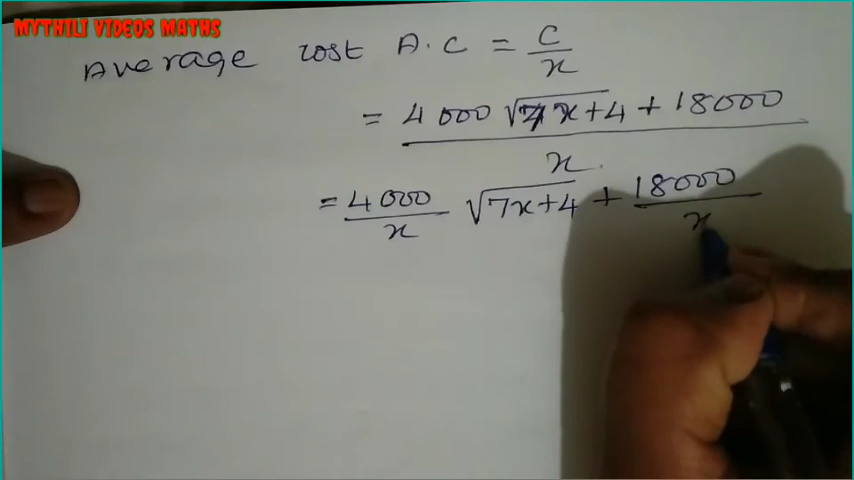 MYTHILI VIDEOS MATHS
Average cost A.C = C/x
= 4000 √7x+4 + 18000 / x
= 4000/x √7x+4 + 18000/x